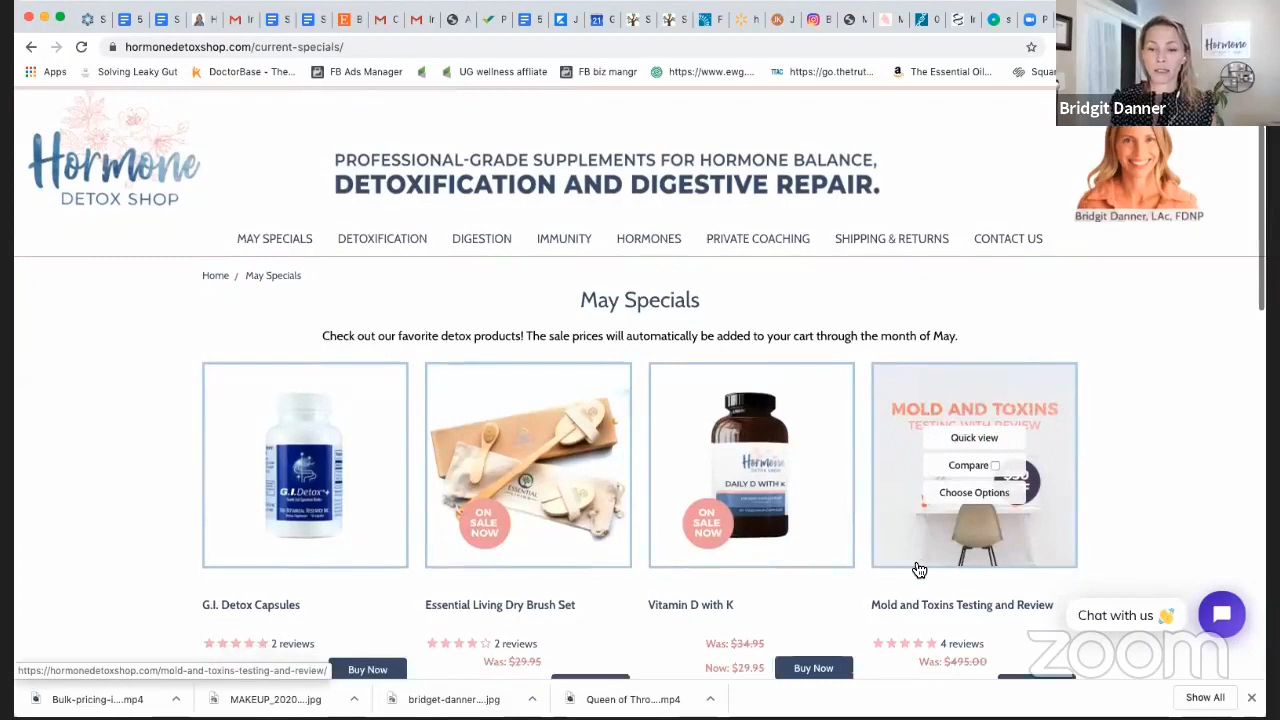 hormonedetoxshop.com/current-specials/
Bridgit Danner
Apps Solving Leaky Gut DoctorBase - The... FB Ads Manager UG wellness afflíate FB biz mangr https://www.ewg.... https://go.thetrut... The Essential Oil... Squar
Hormone
DETOX SHOP
PROFESSIONAL-GRADE SUPPLEMENTS FOR HORMONE BALANCE,
DETOXIFICATION AND DIGESTIVE REPAIR.
Bridgit Danner, LAc, FDNP
MAY SPECIALS DETOXIFICATION DIGESTION IMMUNITY HORMONES PRIVATE COACHING SHIPPING & RETURNS CONTACT US
Home / May Specials
May Specials
Check out our favorite detox products! The sale prices will automatically be added to your cart through the month of May.
G.I. Detox+
ESSENTIAL
ON
SALE
NOW
Hormone
DETOX SHOP
DAILY D WITH K
ON
SALE
NOW
MOLD AND TOXINS
TESTING WITH REVIEW
Quick view
Compare
Choose Options
G.I. Detox Capsules
Essential Living Dry Brush Set
Vitamin D with K
Mold and Toxins Testing and Review
Chat with us
2 reviews
2 reviews
Was: $34.95
4 reviews
Was: $29.95
Was: $495.00
Now: $29.95
Buy Now
Buy Now
zoom
https://hormonedetoxshop.com/mold-and-toxins-testing-and-review/
Bulk-pricing-i....mp4 MAKEUP_2020....jpg bridget-danner....jpg Queen of Thro....mp4 Show All